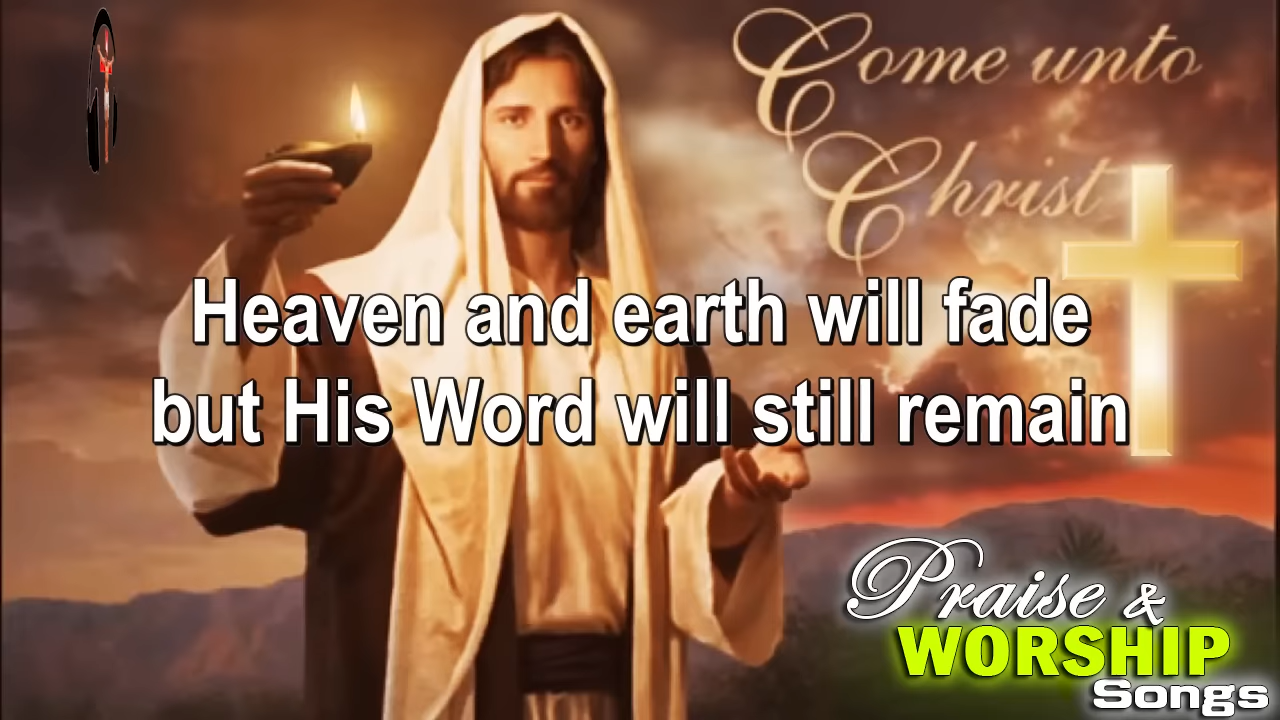 Come unto
Christ
Heaven and earth will fade
but His Word will still remain
Praise &
WORSHIP
Songs